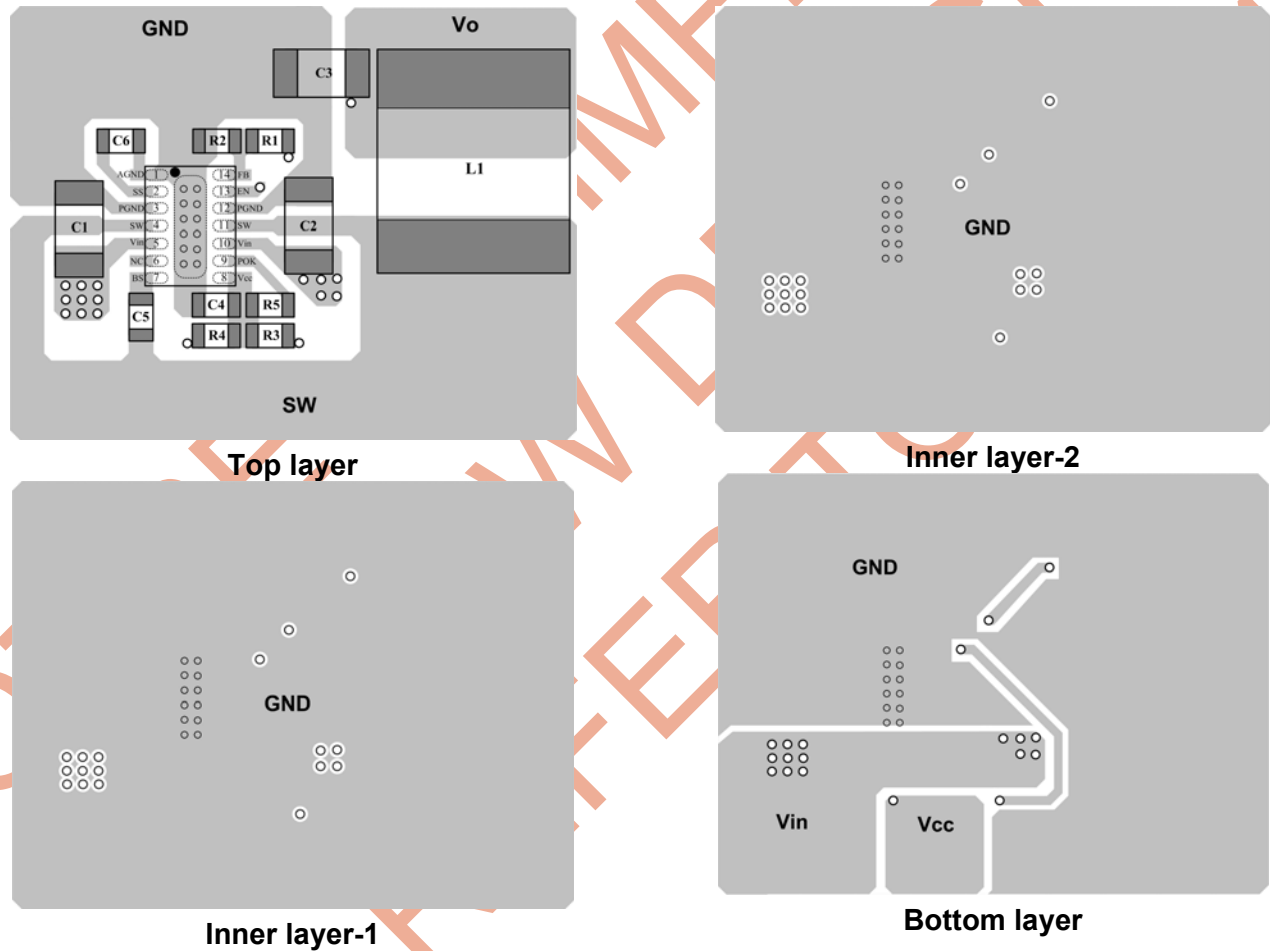 GND
Vo
C3
C6
R2
R1
L1
AGND 1
14 FB
SS 2
13 EN
PGND 3
12 PGND
C1
SW 4
11 SW
C2
Vin 5
10 Vin
NC 6
9 POK
BS 7
8 Vcc
C5
C4
R5
R4
R3
SW
Top layer
GND
Inner layer-2
GND
Inner layer-1
GND
Vin
Vcc
Bottom layer